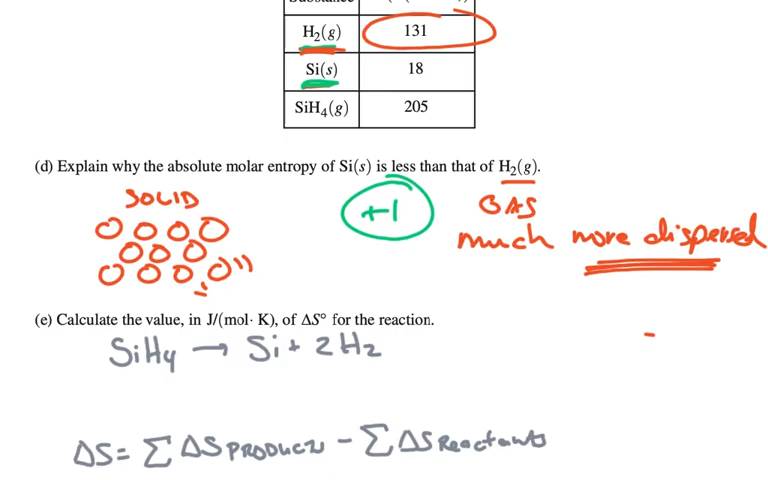 H₂(g) 131
Si(s) 18
SiH₄(g) 205
(d) Explain why the absolute molar entropy of Si(s) is less than that of H₂(g).
SOLID
+1
GAS
much more dispersed
(e) Calculate the value, in J/(mol· K), of ΔS° for the reaction.
SiH4 → Si + 2H2
ΔS = Σ ΔS PRODUCTS − Σ ΔS Reactants